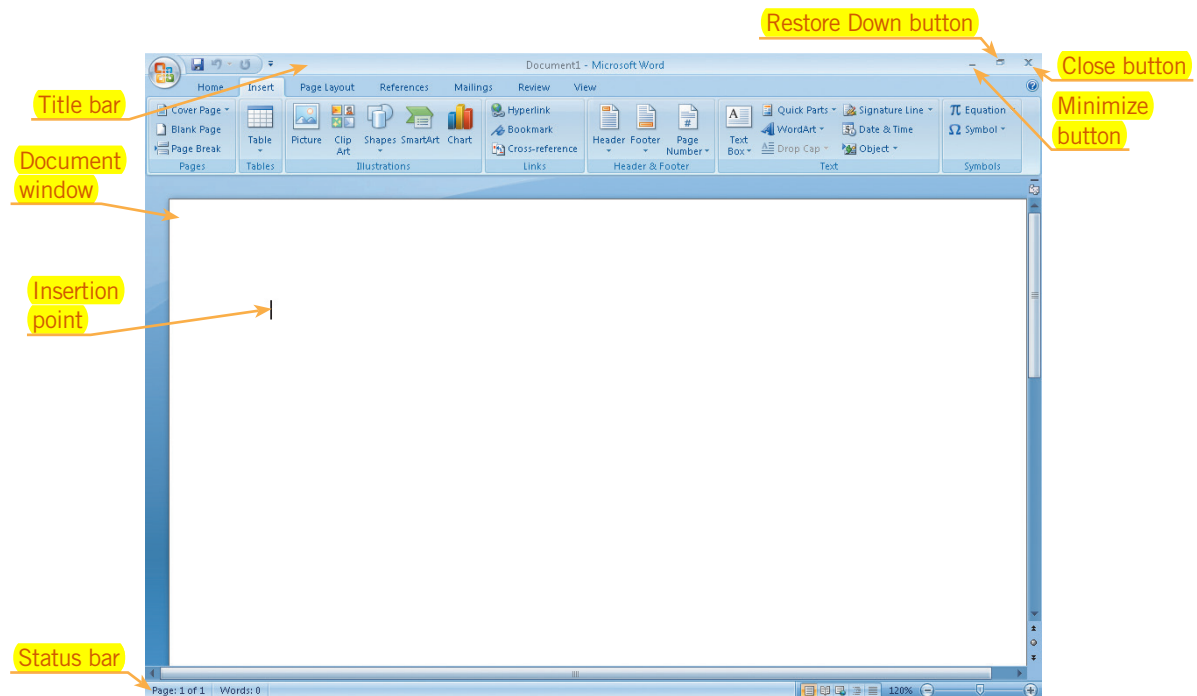 Restore Down button
Document1 - Microsoft Word
Close button
Home Insert Page Layout References Mailings Review View
Title bar
Minimize
button
Cover Page
Blank Page
Page Break
Pages
Table
Tables
Picture
Clip
Art
Shapes
SmartArt
Chart
Illustrations
Hyperlink
Bookmark
Cross-reference
Links
Header
Footer
#
Page
Number
Header & Footer
A
Text
Box
Quick Parts
WordArt
Drop Cap
Signature Line
Date & Time
Object
Text
π Equation
Ω Symbol
Symbols
Document
window
Insertion
point
Status bar
Page: 1 of 1 Words: 0
120%